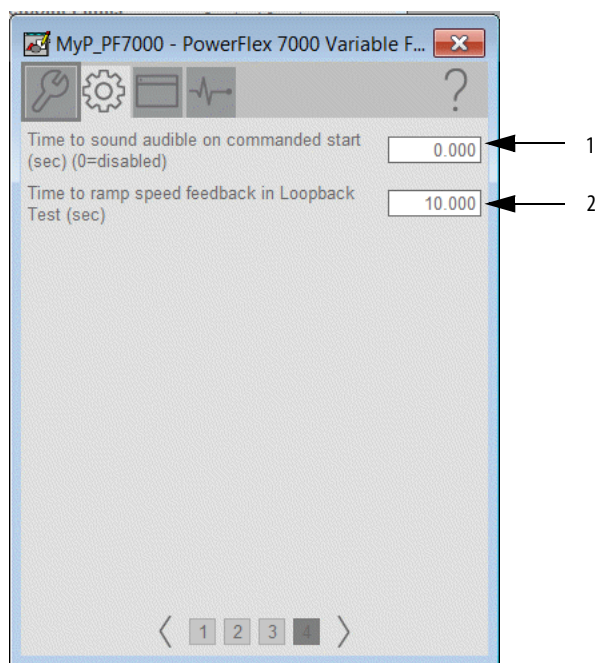 MyP_PF7000 - PowerFlex 7000 Variable F...
?
Time to sound audible on commanded start
(sec) (0=disabled)
0.000
1
Time to ramp speed feedback in Loopback
Test (sec)
10.000
2
1 2 3 4